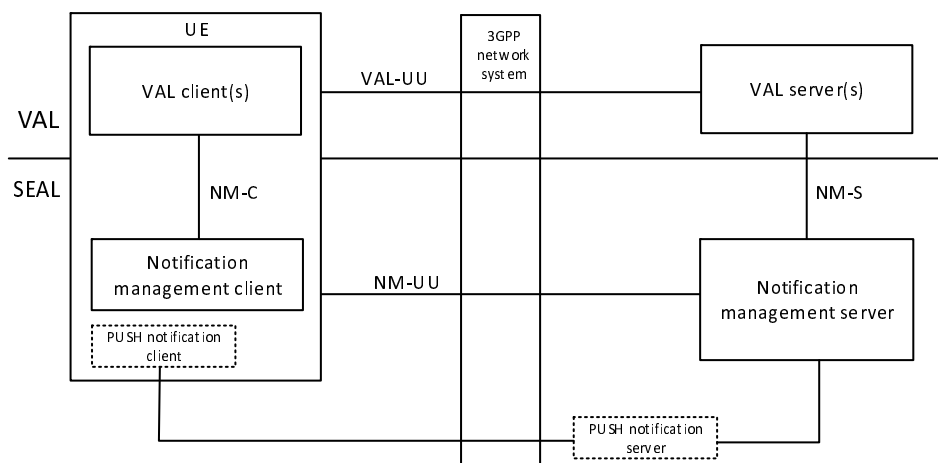 UE
3GPP
network
system
VAL client(s)
VAL-UU
VAL server(s)
VAL
SEAL
NM-C
NM-S
Notification
management client
NM-UU
Notification
management server
PUSH notification
client
PUSH notification
server